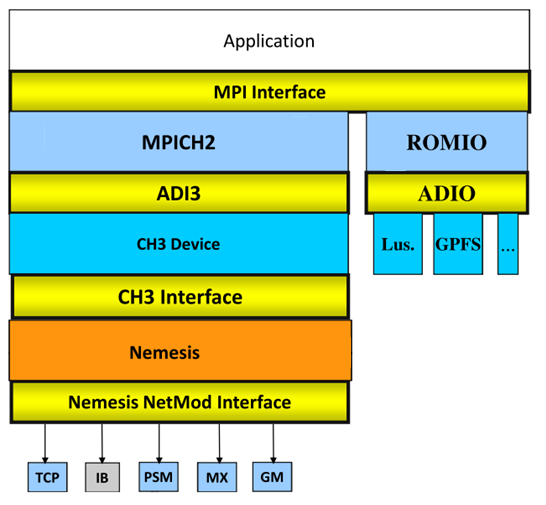 Application
MPI Interface
MPICH2
ROMIO
ADI3
ADIO
CH3 Device
Lus.
GPFS
...
CH3 Interface
Nemesis
Nemesis NetMod Interface
TCP
IB
PSM
MX
GM